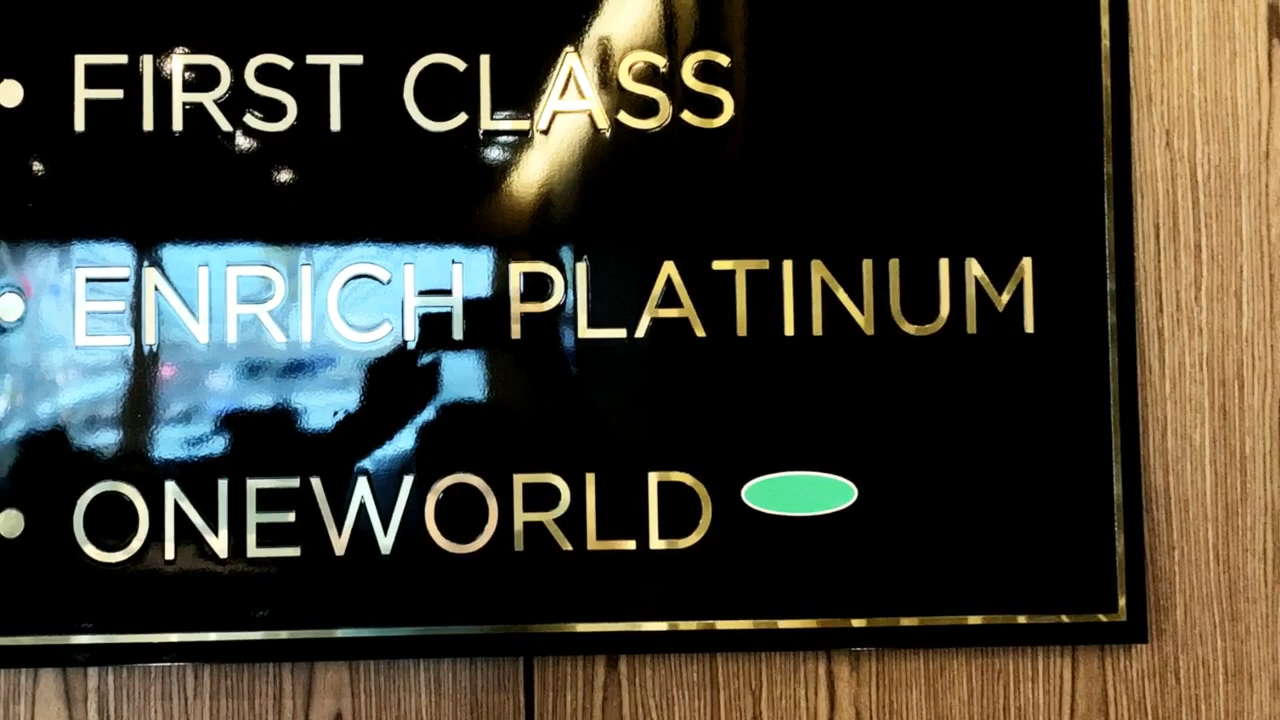 • FIRST CLASS
• ENRICH PLATINUM
• ONEWORLD